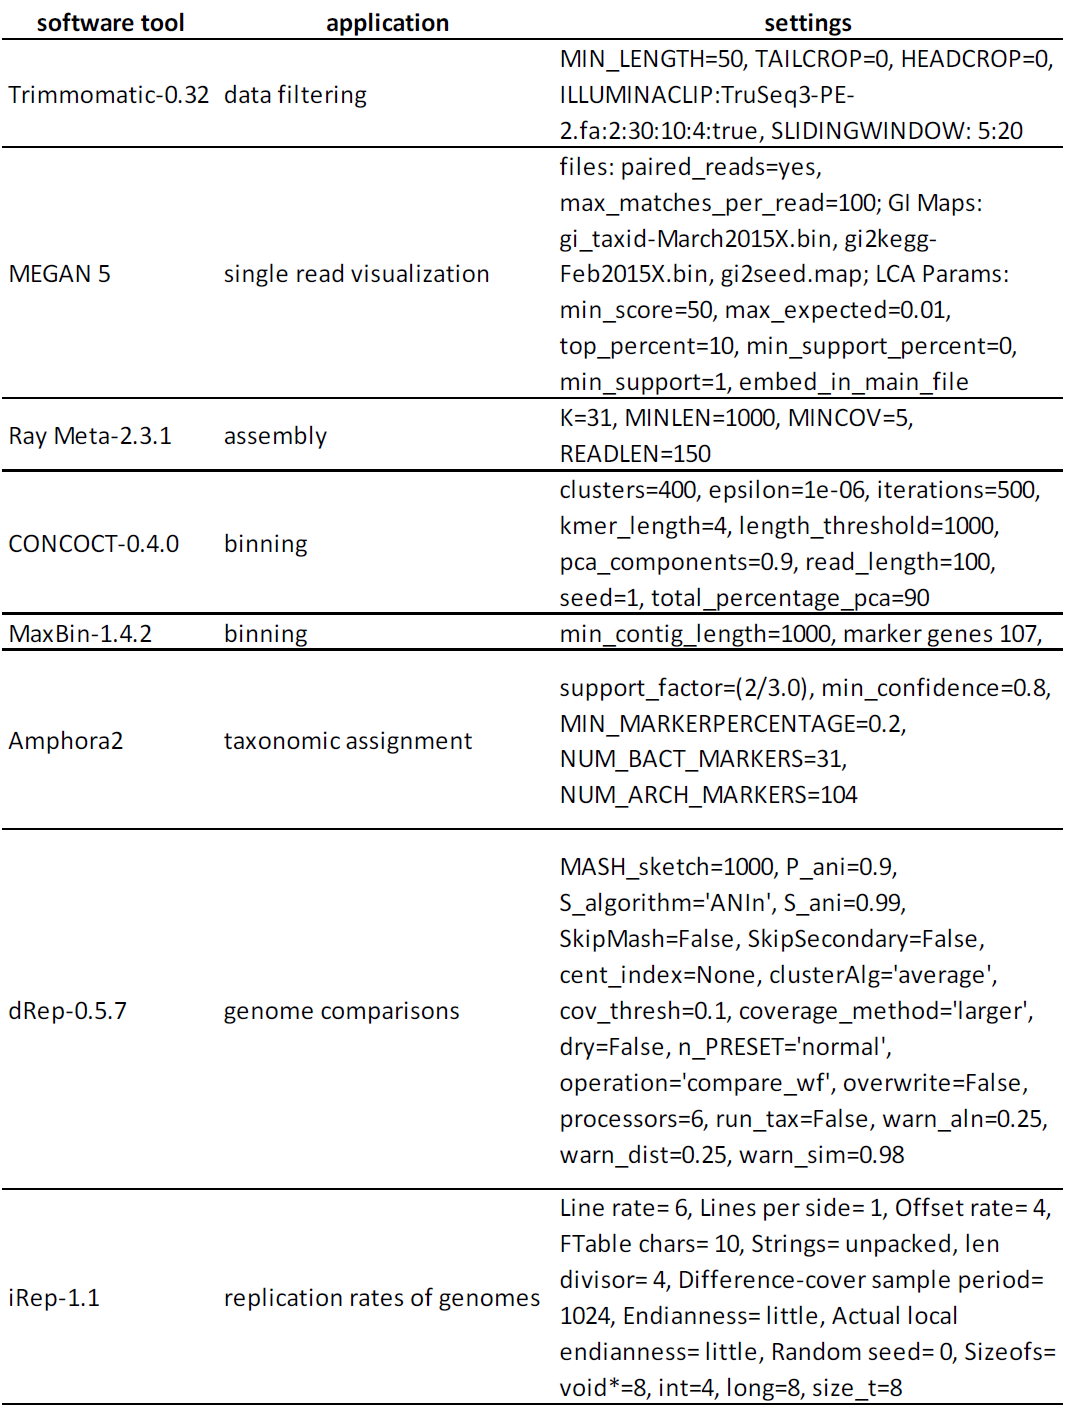 software tool application settings
Trimmomatic-0.32 data filtering MIN_LENGTH=50, TAILCROP=0, HEADCROP=0,
ILLUMINACLIP:TruSeq3-PE-
2.fa:2:30:10:4:true, SLIDINGWINDOW: 5:20
MEGAN 5 single read visualization files: paired_reads=yes,
max_matches_per_read=100; GI Maps:
gi_taxid-March2015X.bin, gi2kegg-
Feb2015X.bin, gi2seed.map; LCA Params:
min_score=50, max_expected=0.01,
top_percent=10, min_support_percent=0,
min_support=1, embed_in_main_file
Ray Meta-2.3.1 assembly K=31, MINLEN=1000, MINCOV=5,
READLEN=150
CONCOCT-0.4.0 binning clusters=400, epsilon=1e-06, iterations=500,
kmer_length=4, length_threshold=1000,
pca_components=0.9, read_length=100,
seed=1, total_percentage_pca=90
MaxBin-1.4.2 binning min_contig_length=1000, marker genes 107,
Amphora2 taxonomic assignment support_factor=(2/3.0), min_confidence=0.8,
MIN_MARKERPERCENTAGE=0.2,
NUM_BACT_MARKERS=31,
NUM_ARCH_MARKERS=104
dRep-0.5.7 genome comparisons MASH_sketch=1000, P_ani=0.9,
S_algorithm='ANIn', S_ani=0.99,
SkipMash=False, SkipSecondary=False,
cent_index=None, clusterAlg='average',
cov_thresh=0.1, coverage_method='larger',
dry=False, n_PRESET='normal',
operation='compare_wf', overwrite=False,
processors=6, run_tax=False, warn_aln=0.25,
warn_dist=0.25, warn_sim=0.98
iRep-1.1 replication rates of genomes Line rate= 6, Lines per side= 1, Offset rate= 4,
FTable chars= 10, Strings= unpacked, len
divisor= 4, Difference-cover sample period=
1024, Endianness= little, Actual local
endianness= little, Random seed= 0, Sizeofs=
void*=8, int=4, long=8, size_t=8